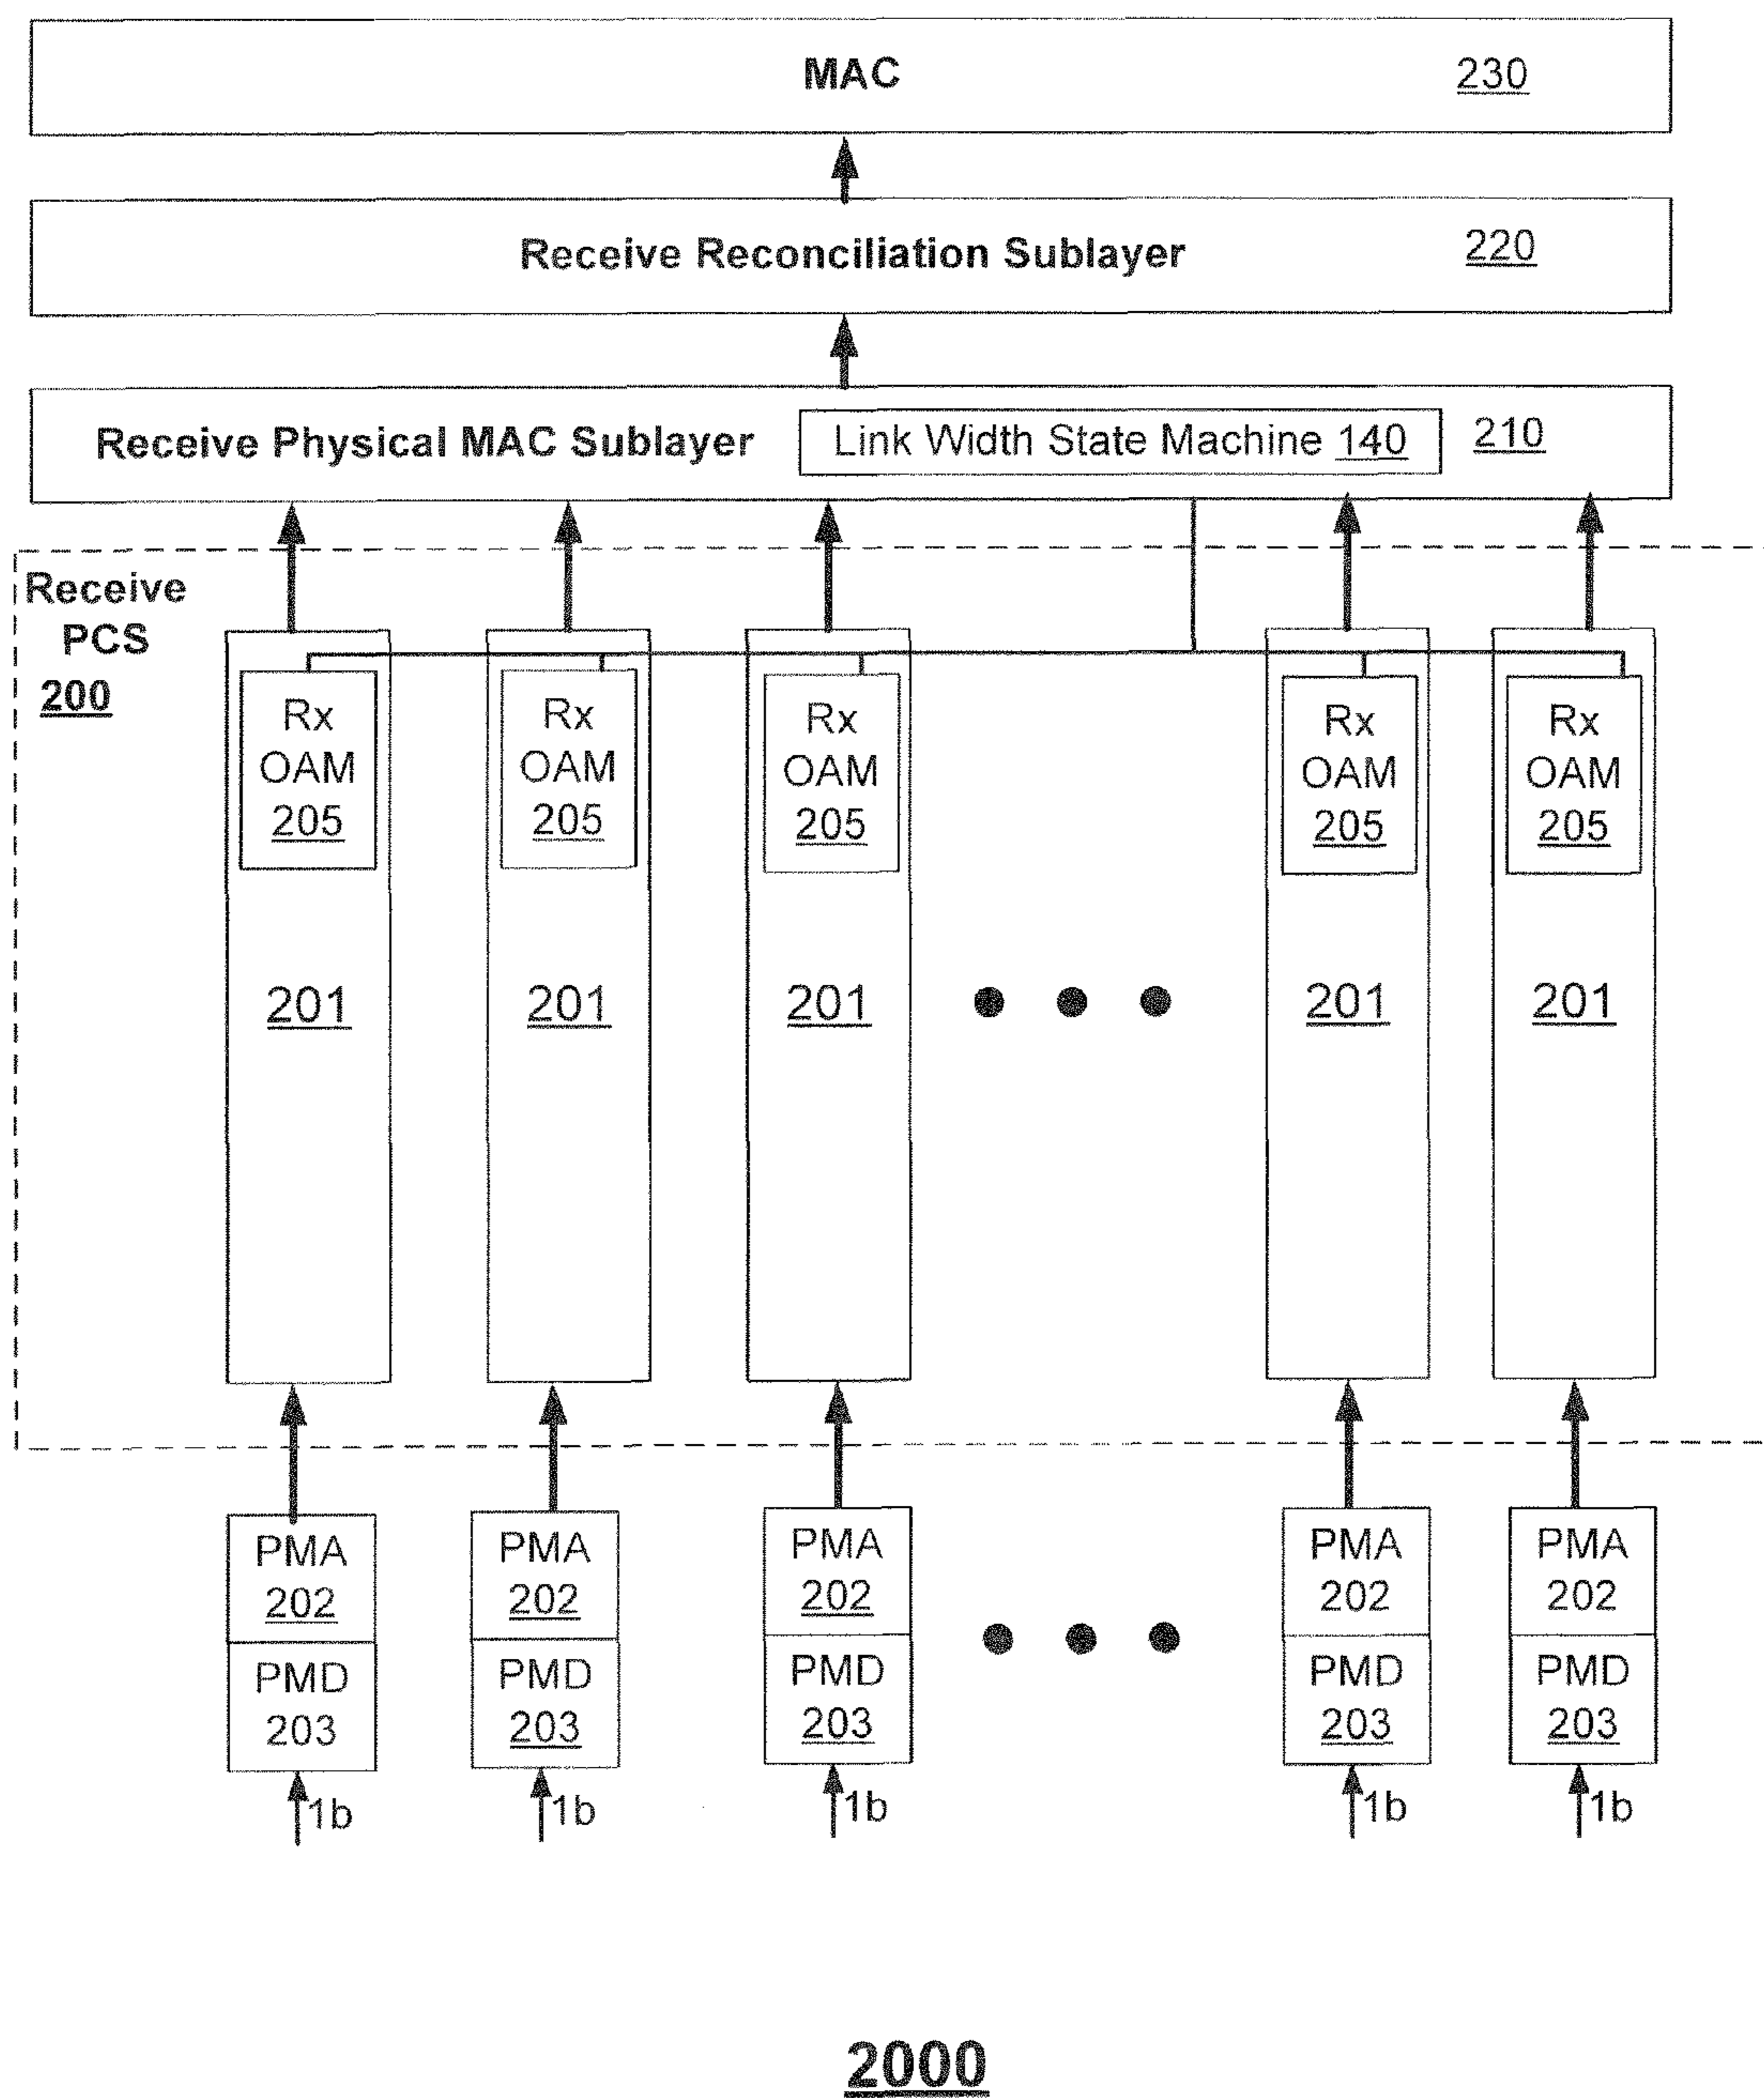 MAC 230
Receive Reconciliation Sublayer 220
Receive Physical MAC Sublayer Link Width State Machine 140 210
Receive
PCS
200
Rx Rx Rx Rx Rx
OAM OAM OAM OAM OAM
205 205 205 205 205
201 201 201 201 201
PMA PMA PMA PMA PMA
202 202 202 202 202
PMD PMD PMD PMD PMD
203 203 203 203 203
1b 1b 1b 1b 1b
2000